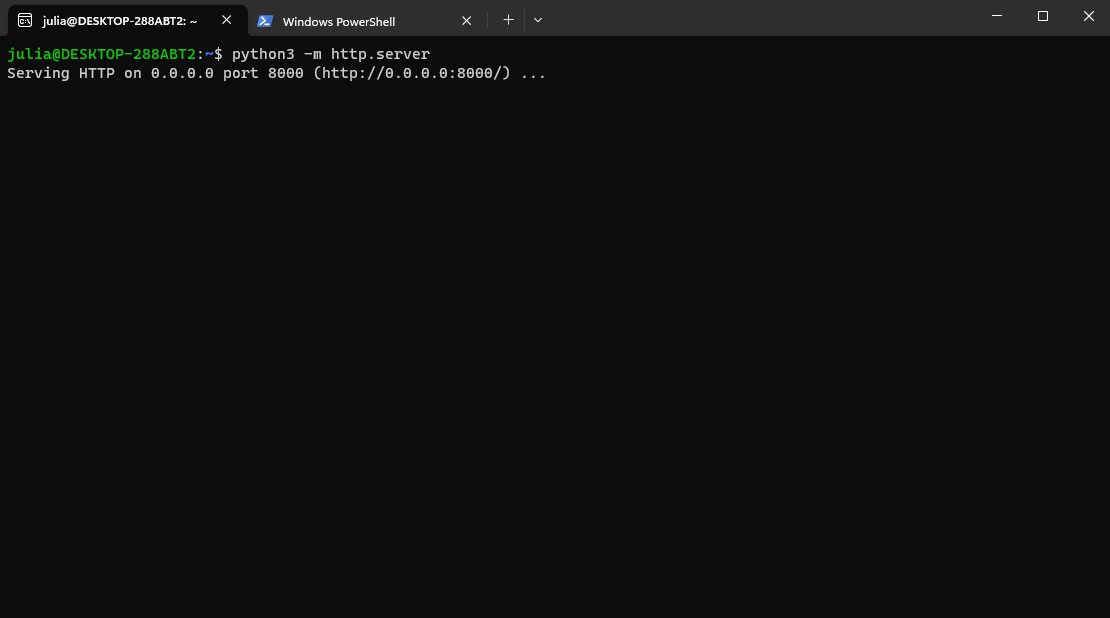 julia@DESKTOP-288ABT2: ~
Windows PowerShell
julia@DESKTOP-288ABT2:~$ python3 -m http.server
Serving HTTP on 0.0.0.0 port 8000 (http://0.0.0.0:8000/) ...